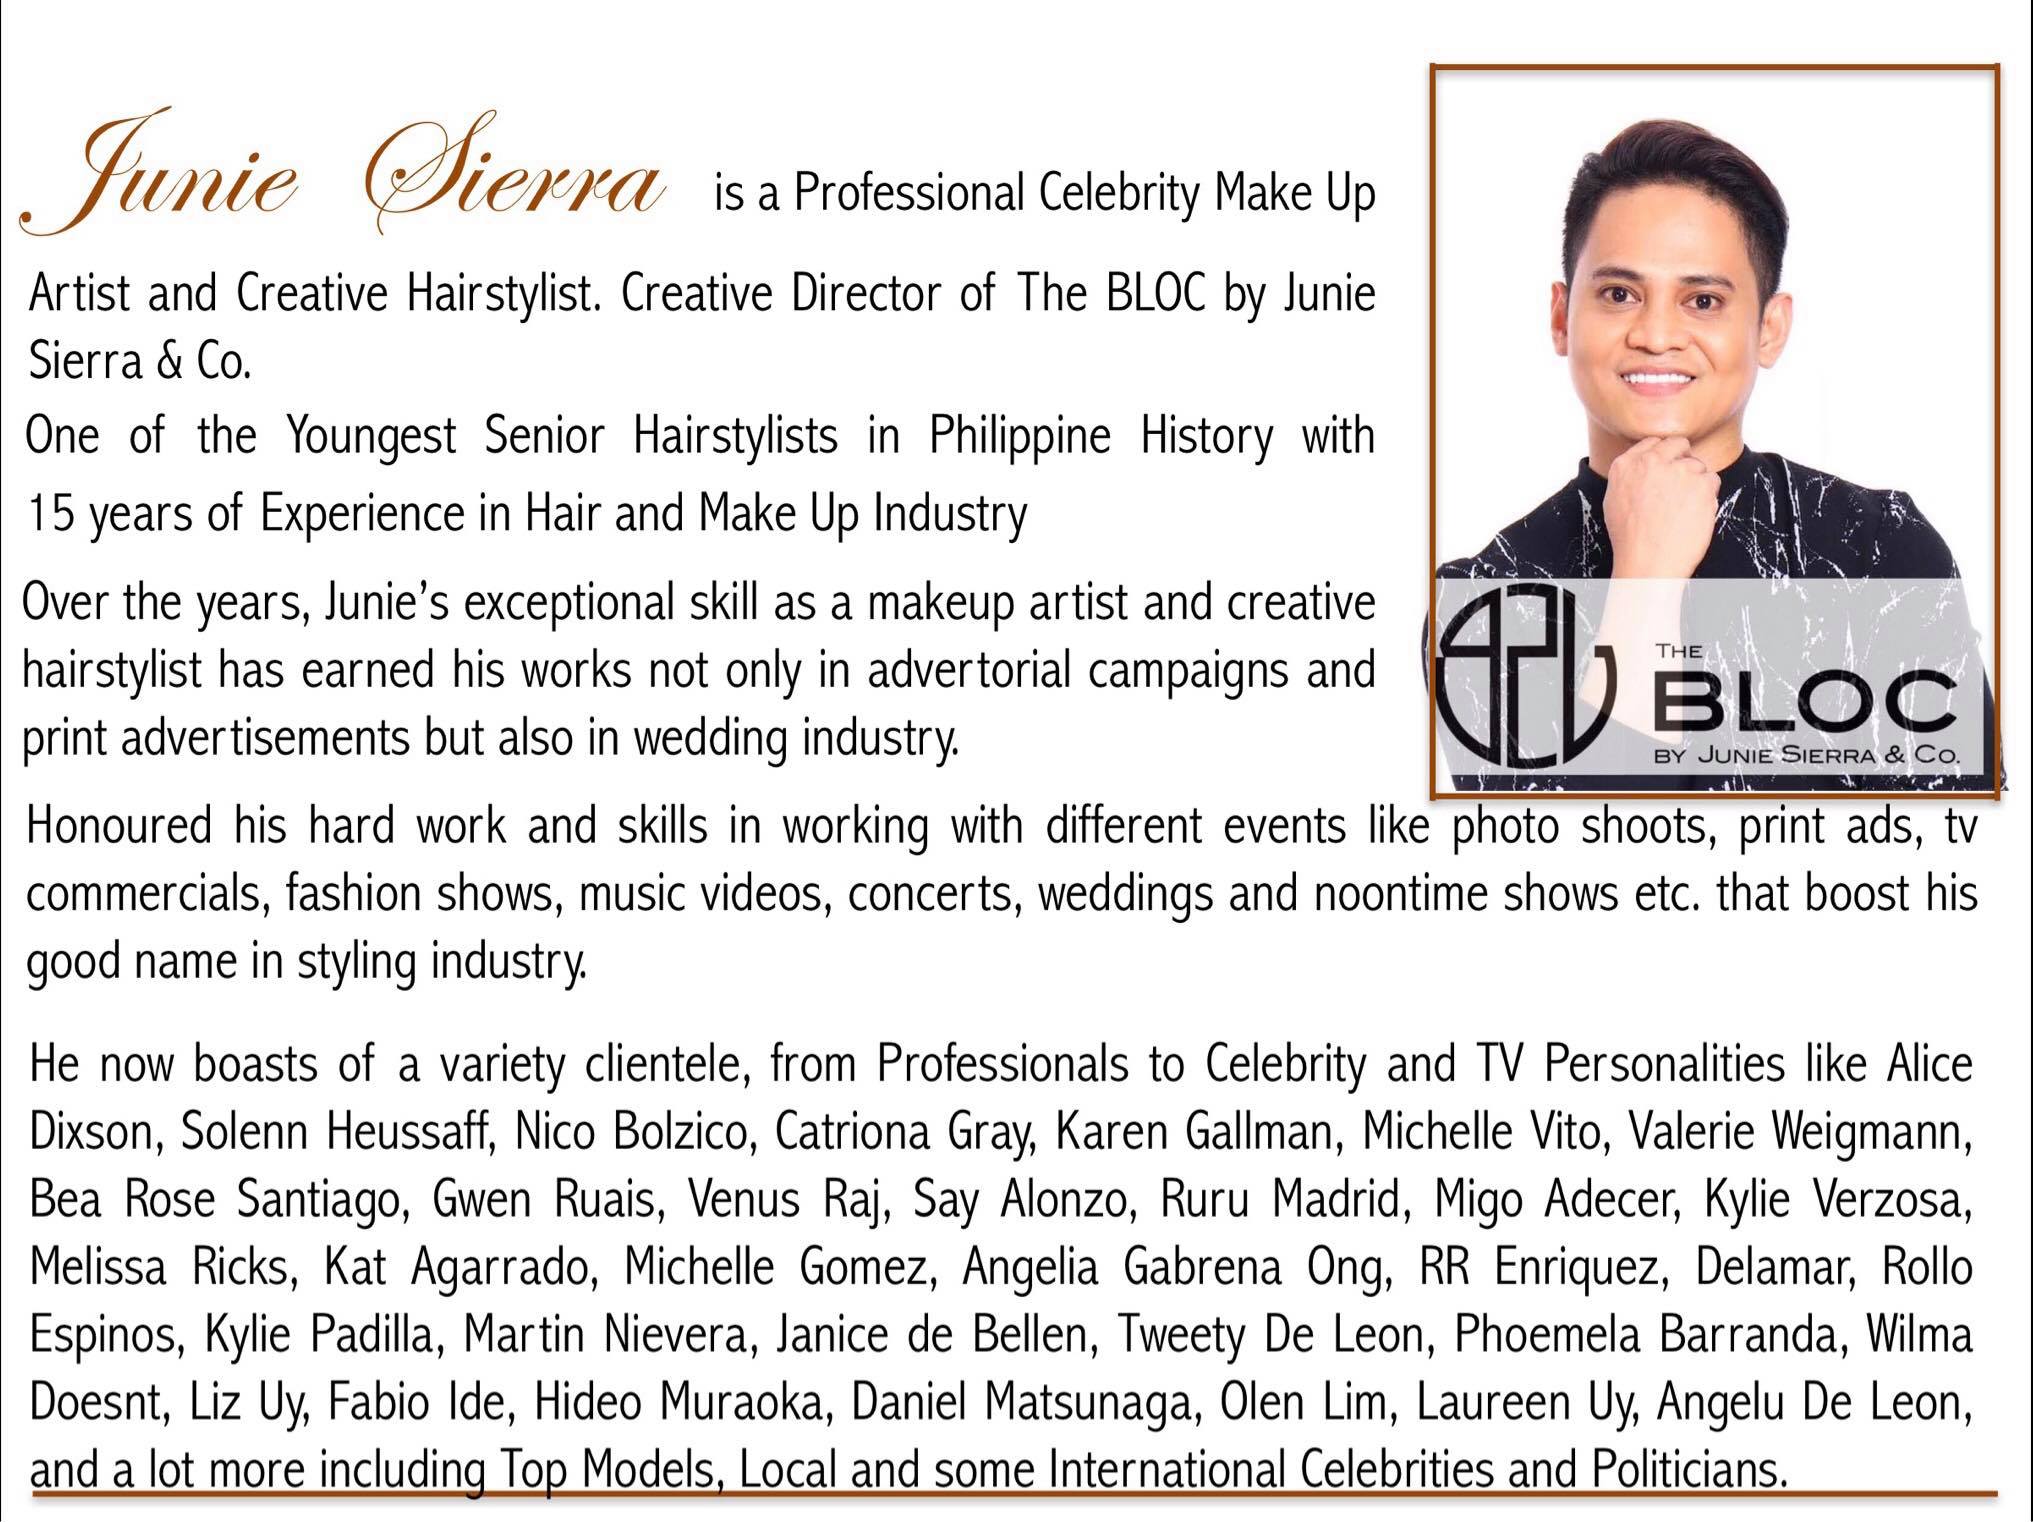 Junie Sierra is a Professional Celebrity Make Up
Artist and Creative Hairstylist. Creative Director of The BLOC by Junie
Sierra & Co.
One of the Youngest Senior Hairstylists in Philippine History with
15 years of Experience in Hair and Make Up Industry
Over the years, Junie's exceptional skill as a makeup artist and creative
hairstylist has earned his works not only in advertorial campaigns and
print advertisements but also in wedding industry.
THE
BLOC
BY JUNIE SIERRA & CO.
Honoured his hard work and skills in working with different events like photo shoots, print ads, tv
commercials, fashion shows, music videos, concerts, weddings and noontime shows etc. that boost his
good name in styling industry.
He now boasts of a variety clientele, from Professionals to Celebrity and TV Personalities like Alice
Dixson, Solenn Heussaff, Nico Bolzico, Catriona Gray, Karen Gallman, Michelle Vito, Valerie Weigmann,
Bea Rose Santiago, Gwen Ruais, Venus Raj, Say Alonzo, Ruru Madrid, Migo Adecer, Kylie Verzosa,
Melissa Ricks, Kat Agarrado, Michelle Gomez, Angelia Gabrena Ong, RR Enriquez, Delamar, Rollo
Espinos, Kylie Padilla, Martin Nievera, Janice de Bellen, Tweety De Leon, Phoemela Barranda, Wilma
Doesnt, Liz Uy, Fabio Ide, Hideo Muraoka, Daniel Matsunaga, Olen Lim, Laureen Uy, Angelu De Leon,
and a lot more including Top Models, Local and some International Celebrities and Politicians.